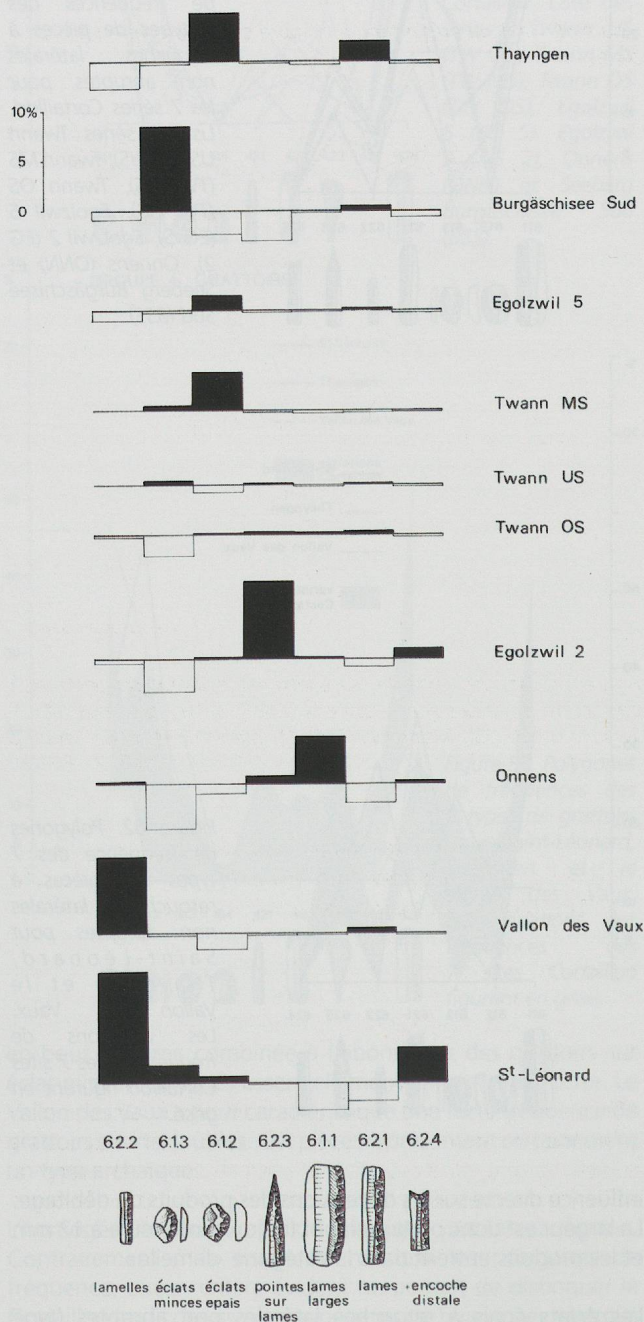 Thayngen
10%
5
0
Burgäschisee Sud
Egolzwil 5
Twann MS
Twann US
Twann OS
Egolzwil 2
Onnens
Vallon des Vaux
St-Léonard
6.2.2 6.1.3 6.1.2 6.2.3 6.1.1 6.2.1 6.2.4
lamelles éclats éclats pointes lames lames encoche
minces epais sur larges distale
lames